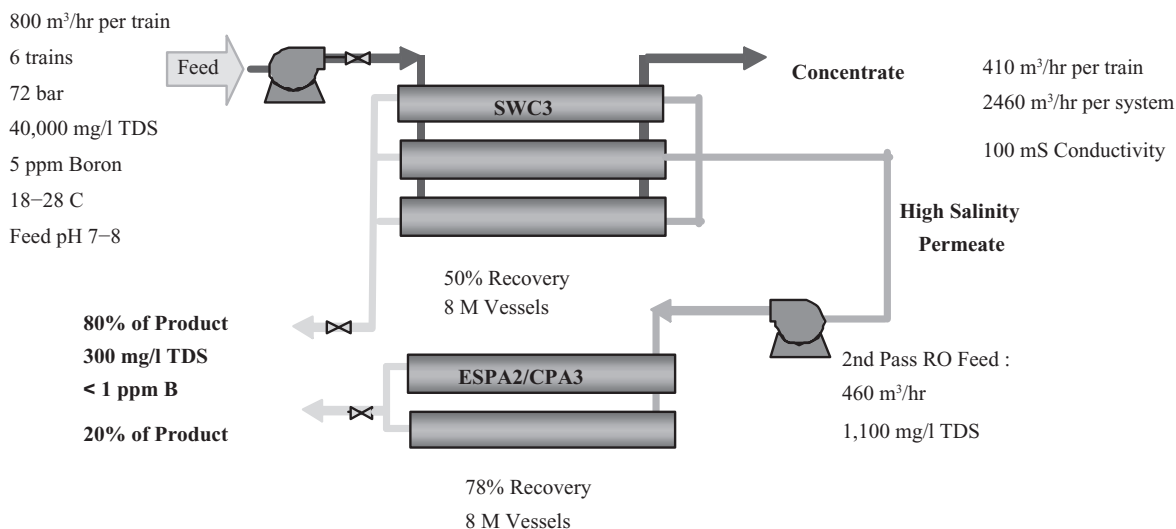 800 m³/hr per train
6 trains
72 bar
40,000 mg/l TDS
5 ppm Boron
18−28 C
Feed pH 7−8
Feed
SWC3
Concentrate
410 m³/hr per train
2460 m³/hr per system
100 mS Conductivity
High Salinity
Permeate
50% Recovery
8 M Vessels
80% of Product
300 mg/l TDS
< 1 ppm B
20% of Product
ESPA2/CPA3
2nd Pass RO Feed :
460 m³/hr
1,100 mg/l TDS
78% Recovery
8 M Vessels